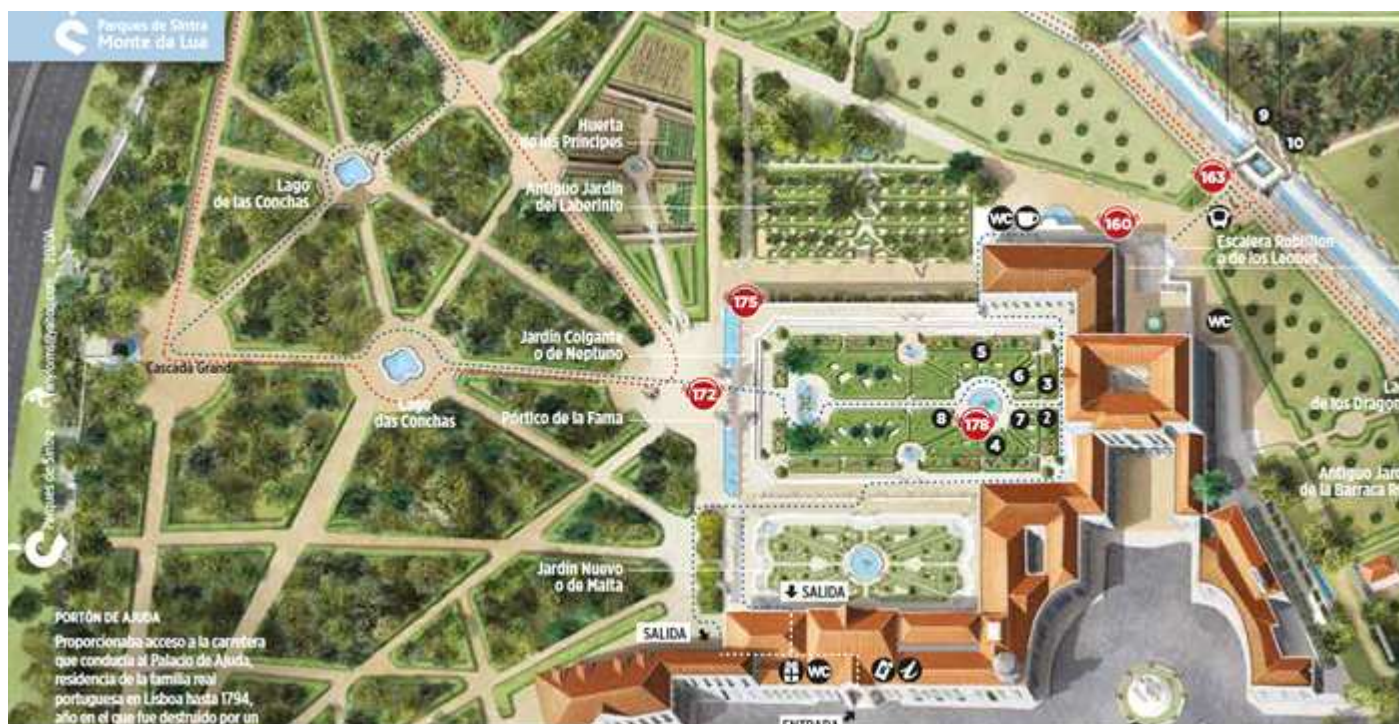 Parques de Sintra
Monte da Lua
9
10
Huerta
de los Príncipes
163
Lago
de las Conchas
Antiguo Jardín
del Laberinto
WC
160
Escalera Robillion
o de los Leones
175
WC
Jardín Colgante
o de Neptuno
5
6
3
Cascada Grande
172
de los Dragon
Lago
das Conchas
Pórtico de la Fama
8
178
7
2
4
Antiguo Jar
de la Barraca R
Parques de Sintra
Jardín Nuevo
o de Malta
SALIDA
PORTÓN DE AJUDA
SALIDA
Proporcionaba acceso a la carretera
que conducía al Palacio de Ajuda,
residencia de la familia real
portuguesa en Lisboa hasta 1794,
año en el que fue destruido por un
WC
i
ENTRADA